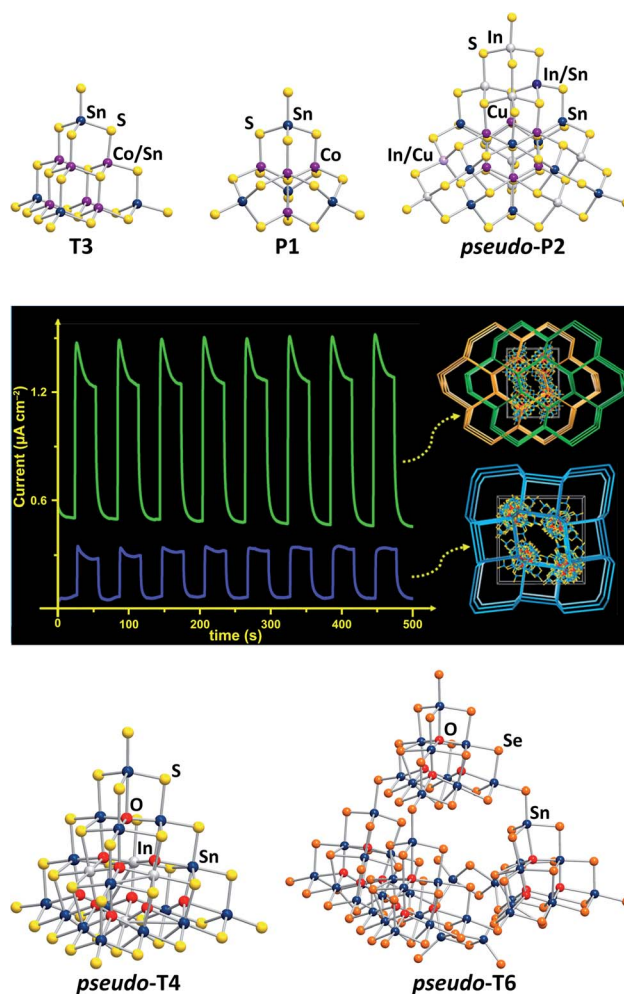 In
S
In/Sn
Sn
S
Co/Sn
Sn
S
Co
Cu
Sn
In/Cu
T3
P1
pseudo-P2
Current (μA cm⁻²)
1.2
0.6
0
100
200
300
400
500
time (s)
O
Se
S
O
In
Sn
Sn
pseudo-T4
pseudo-T6